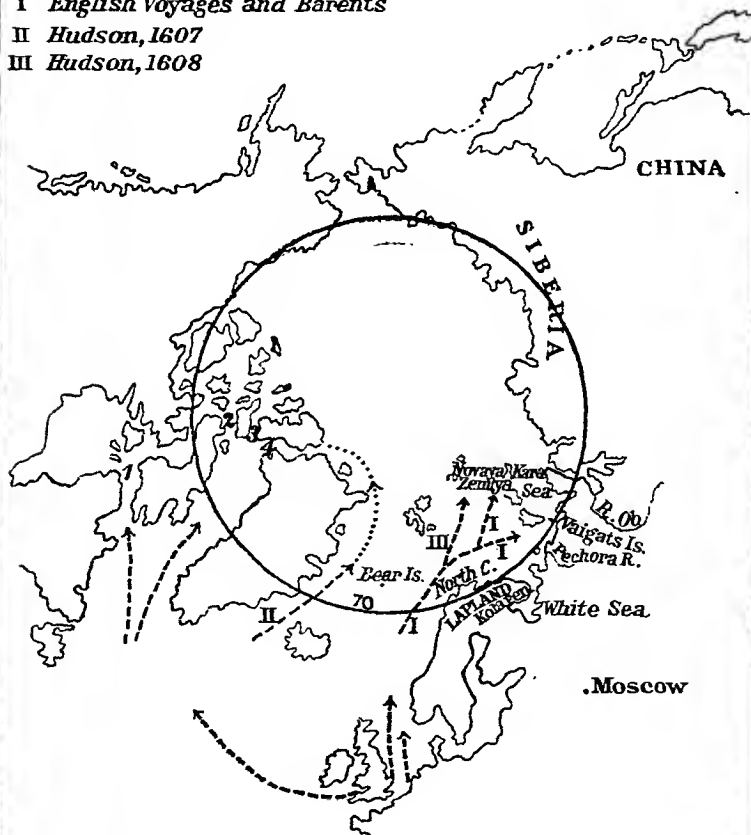 I English Voyages and Barents
II Hudson, 1607
III Hudson, 1608
CHINA
SIBERIA
1
2
3
4
Novaya
Zemlya
Kara
Sea
R. Ob
Vaigats Is.
Pechora R.
III
I
I
Bear Is.
North C.
70
LAPLAND
Kola Pen.
White Sea
II
I
.Moscow